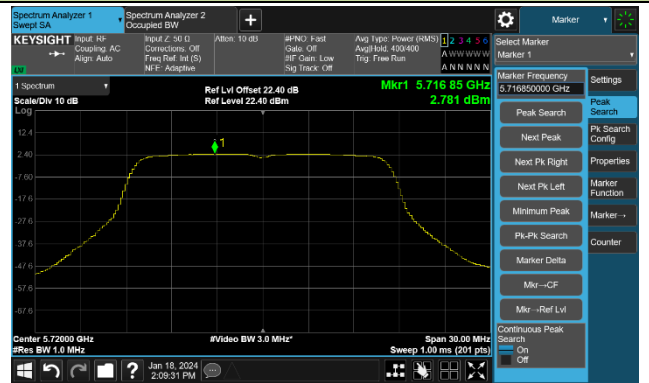 Spectrum Analyzer 1
Swept SA
Spectrum Analyzer 2
Occupied BW
+
Marker
KEYSIGHT
Input: RF
Coupling: AC
Align: Auto
Input Z: 50 Ω
Corrections: Off
Freq Ref: Int (S)
NFE: Adaptive
Atten: 10 dB
#PNO: Fast
Gate: Off
#IF Gain: Low
Sig Track: Off
Avg Type: Power (RMS)
Avg|Hold: 400/400
Trig: Free Run
1 2 3 4 5 6
A W W W W W
A N N N N N
Select Marker
Marker 1
1 Spectrum
Scale/Div 10 dB
Log
Ref Lvl Offset 22.40 dB
Ref Level 22.40 dBm
Mkr1 5.716 85 GHz
2.781 dBm
12.4
2.40
-7.60
-17.6
-27.6
-37.6
-47.6
-57.6
-67.6
1
Center 5.72000 GHz
#Res BW 1.0 MHz
#Video BW 3.0 MHz*
Span 30.00 MHz
Sweep 1.00 ms (201 pts)
Marker Frequency
5.716850000 GHz
Peak Search
Next Peak
Next Pk Right
Next Pk Left
Minimum Peak
Pk-Pk Search
Marker Delta
Mkr→CF
Mkr→Ref Lvl
Continuous Peak
Search
On
Off
Settings
Peak
Search
Pk Search
Config
Properties
Marker
Function
Marker→
Counter
?
Jan 18, 2024
2:09:31 PM